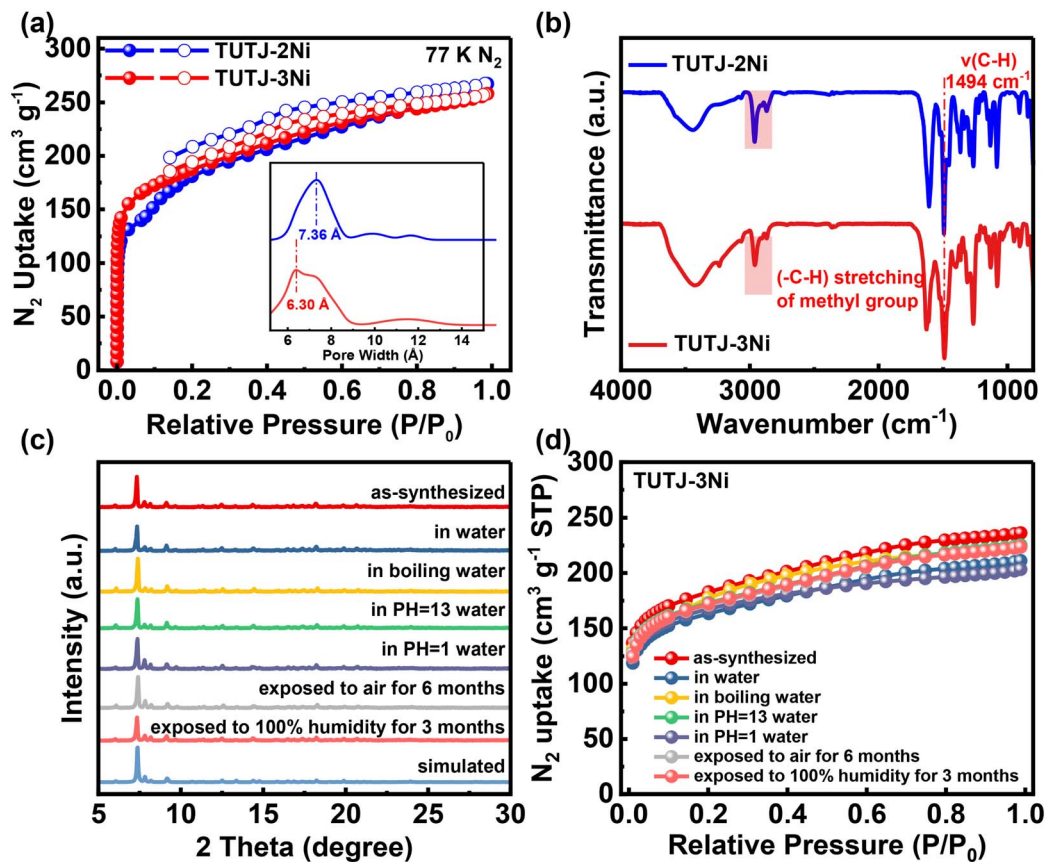 (a)
300
250
200
150
100
50
0
N₂ Uptake (cm³ g⁻¹)
TUTJ-2Ni
TUTJ-3Ni
77 K N₂
7.36 Å
6.30 Å
6 8 10 12 14
Pore Width (Å)
0.0 0.2 0.4 0.6 0.8 1.0
Relative Pressure (P/P₀)
(b)
Transmittance (a.u.)
TUTJ-2Ni
ν(C-H)
1494 cm⁻¹
(-C-H) stretching
of methyl group
TUTJ-3Ni
4000 3000 2000 1000
Wavenumber (cm⁻¹)
(c)
Intensity (a.u.)
as-synthesized
in water
in boiling water
in PH=13 water
in PH=1 water
exposed to air for 6 months
exposed to 100% humidity for 3 months
simulated
5 10 15 20 25 30
2 Theta (degree)
(d)
300
250
200
150
100
50
0
N₂ uptake (cm³ g⁻¹ STP)
TUTJ-3Ni
as-synthesized
in water
in boiling water
in PH=13 water
in PH=1 water
exposed to air for 6 months
exposed to 100% humidity for 3 months
0.0 0.2 0.4 0.6 0.8 1.0
Relative Pressure (P/P₀)